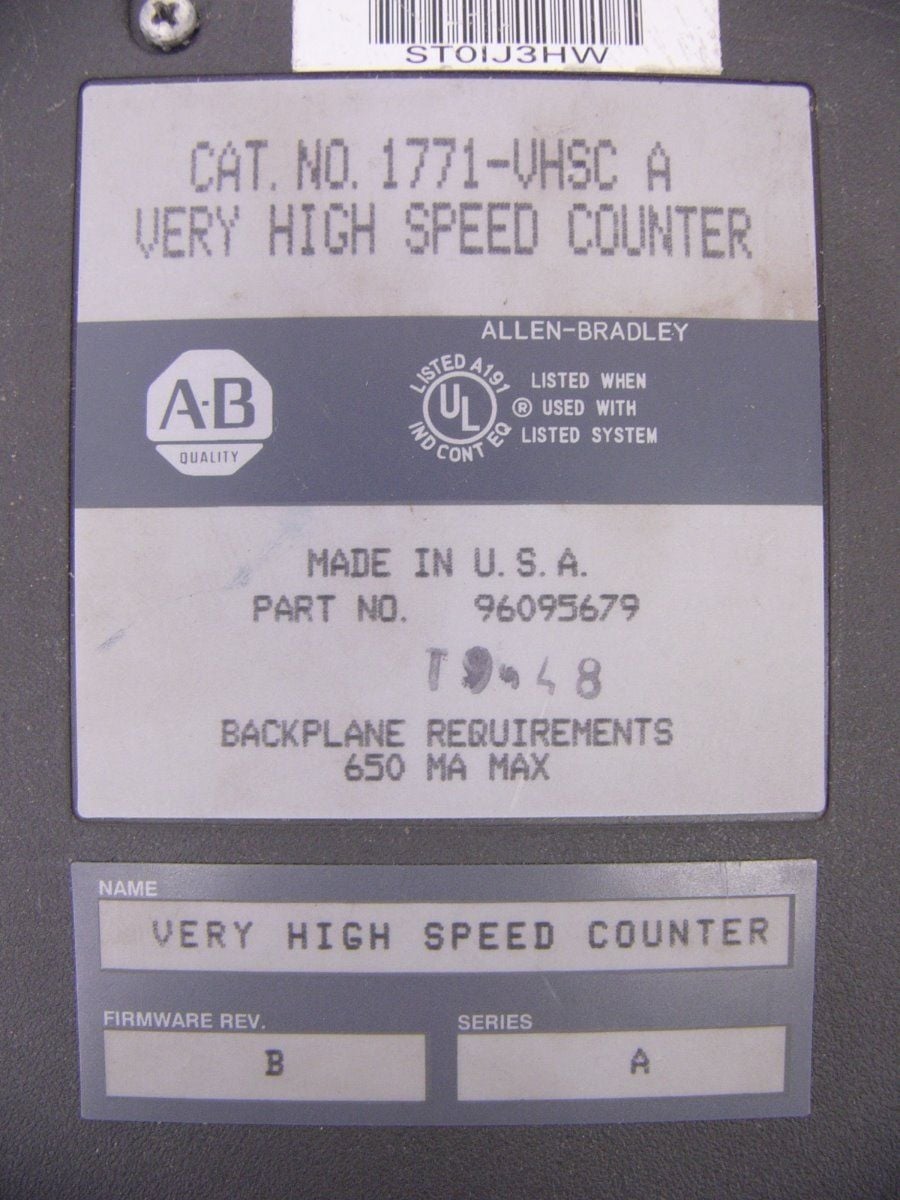 ST0IJ3HW
CAT. NO. 1771-VHSC A
VERY HIGH SPEED COUNTER
ALLEN-BRADLEY
A-B
QUALITY
LISTED A191
UL
IND CONT EQ
®
LISTED WHEN
USED WITH
LISTED SYSTEM
MADE IN U.S.A.
PART NO. 96095679
BACKPLANE REQUIREMENTS
650 MA MAX
NAME
VERY HIGH SPEED COUNTER
FIRMWARE REV.
SERIES
B
A